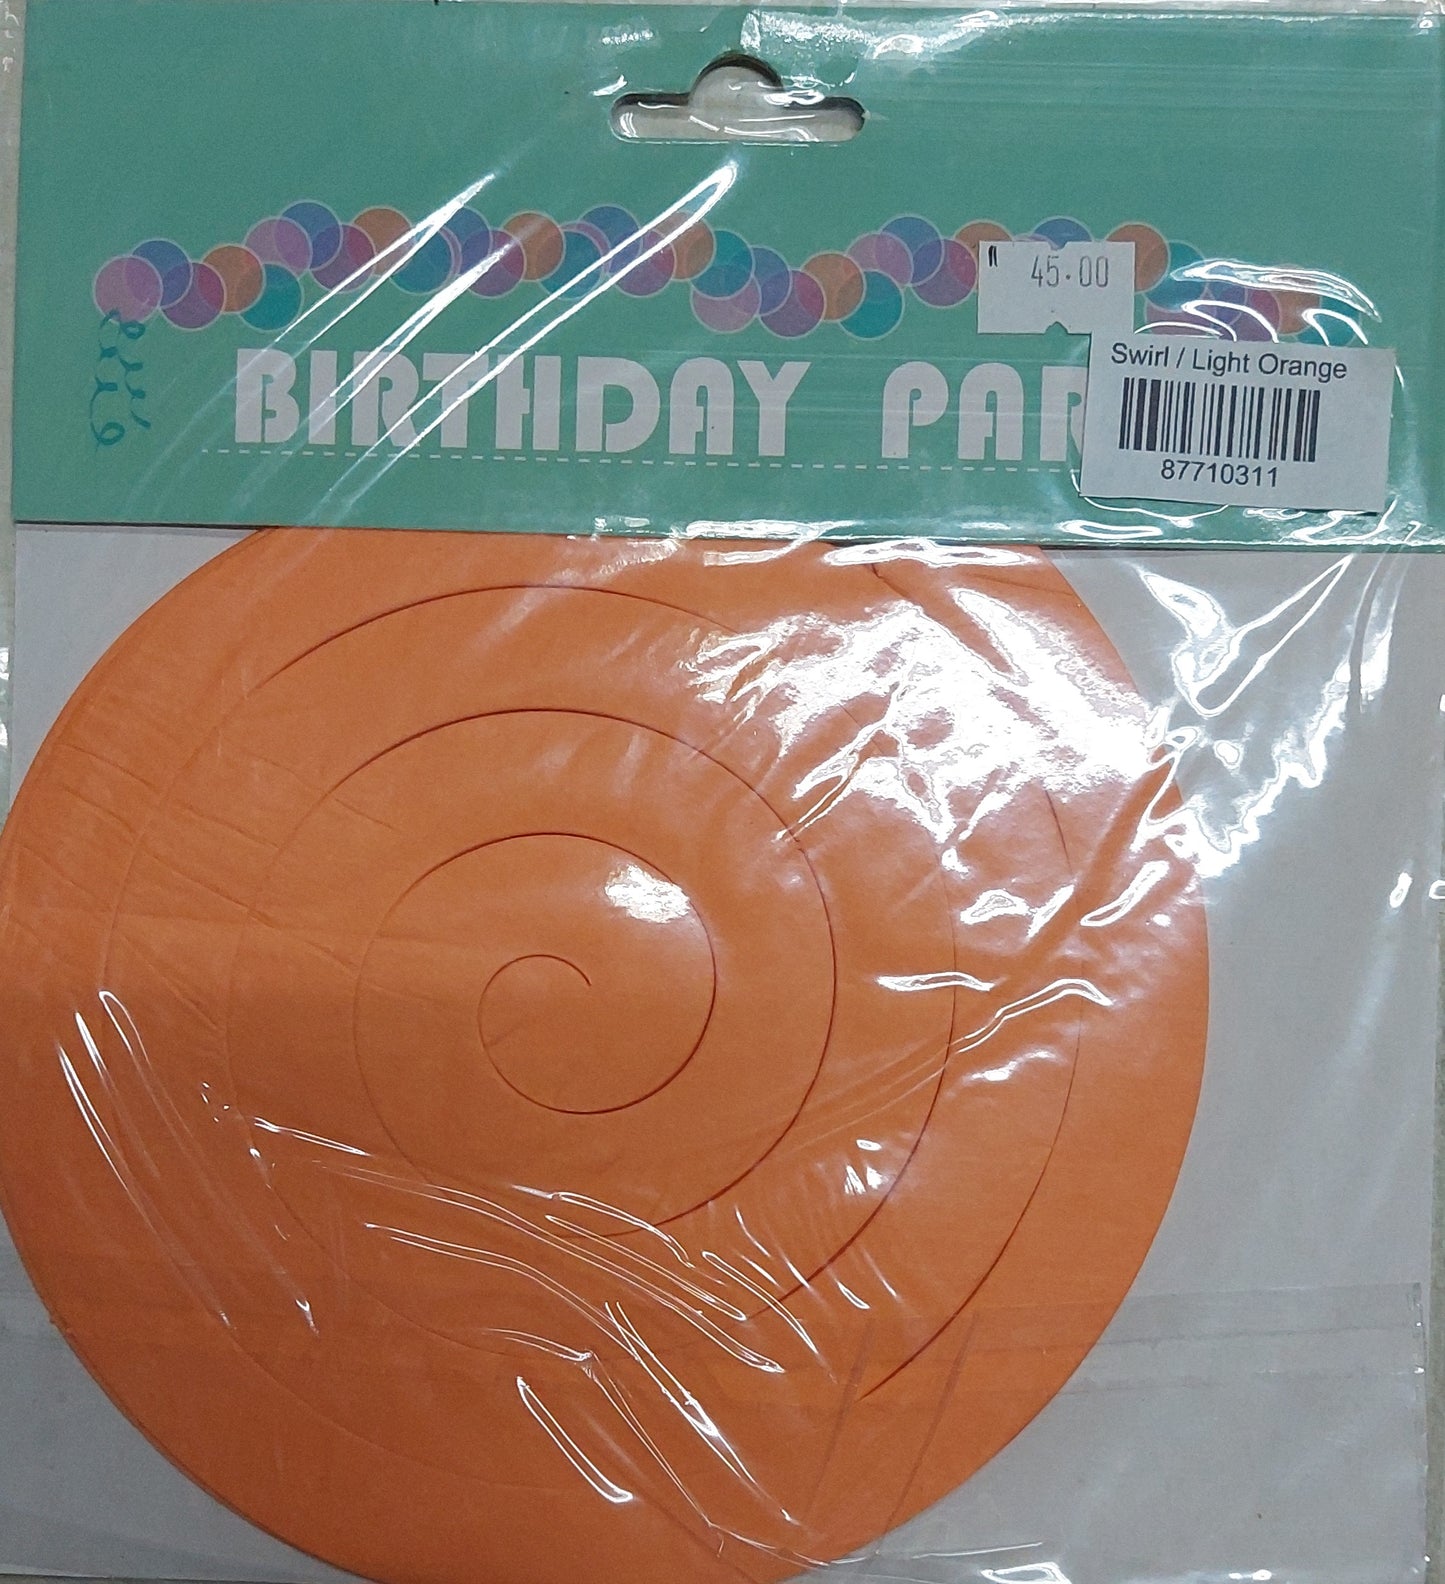 45.00
BIRTHDAY PAR
Swirl / Light Orange
87710311